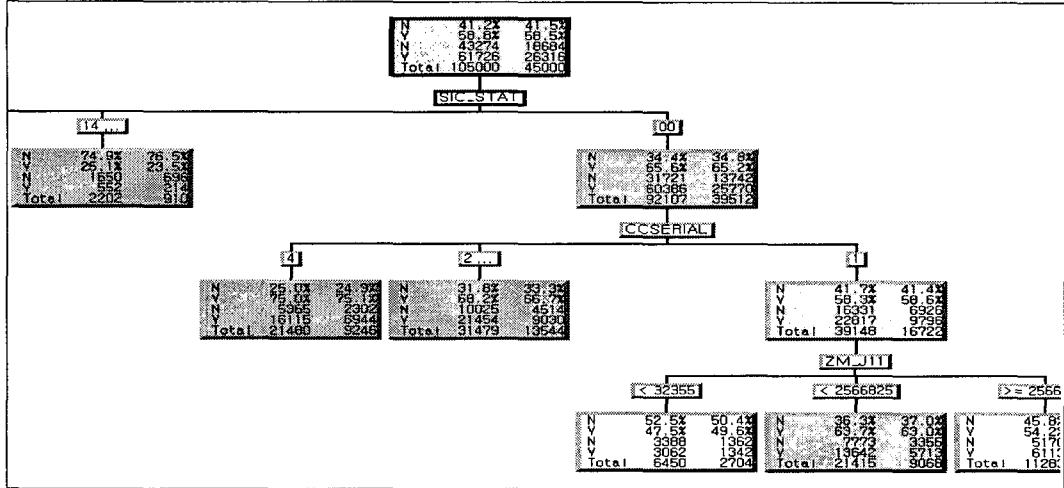 N 41.2% 41.5%
Y 58.8% 58.5%
N 43274 18684
Y 61726 26316
Total 105000 45000
SIC_STAT
14 ...
00
N 74.9% 76.5%
Y 25.1% 23.5%
N 1650 696
Y 552 214
Total 2202 910
N 34.4% 34.8%
Y 65.6% 65.2%
N 31721 13742
Y 60386 25770
Total 92107 39512
CCSERIAL
4
2 ...
1
N 25.0% 24.9%
Y 75.0% 75.1%
N 5365 2302
Y 16115 6944
Total 21480 9246
N 31.8% 33.3%
Y 68.2% 66.7%
N 10025 4514
Y 21454 9030
Total 31479 13544
N 41.7% 41.4%
Y 58.3% 58.6%
N 16331 6926
Y 22817 9796
Total 39148 16722
ZM_J11
< 32355
< 2566825
>= 2566
N 52.5% 50.4%
Y 47.5% 49.6%
N 3388 1362
Y 3062 1342
Total 6450 2704
N 36.3% 37.0%
Y 63.7% 63.0%
N 7773 3355
Y 13642 5713
Total 21415 9068
N 45.8
Y 54.2
N 5170
Y 6113
Total 11283